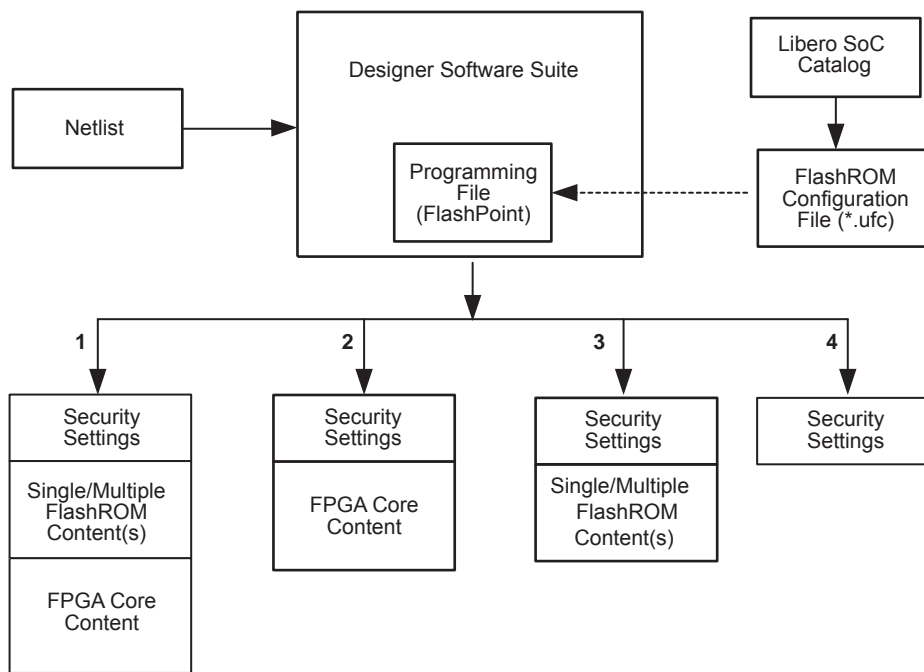 Designer Software Suite
Libero SoC
Catalog
Netlist
Programming
File
(FlashPoint)
FlashROM
Configuration
File (*.ufc)
1
2
3
4
Security
Settings
Single/Multiple
FlashROM
Content(s)
FPGA Core
Content
Security
Settings
FPGA Core
Content
Security
Settings
Single/Multiple
FlashROM
Content(s)
Security
Settings